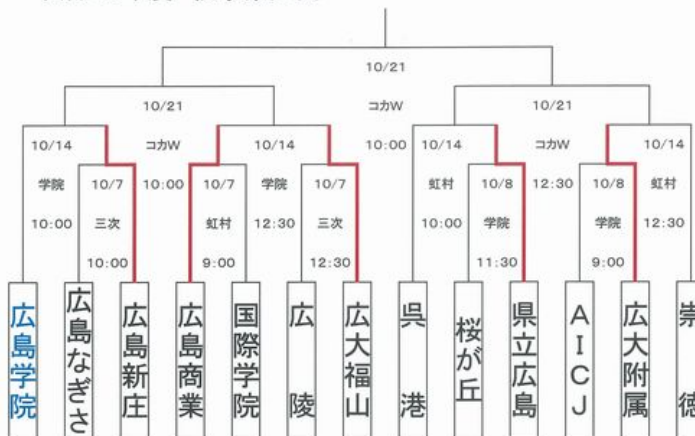 10/21
10/21
コカW
10/21
10/14
コカW
10/14
10:00
10/14
コカW
10/14
学院
10/7
10:00
10/7
学院
10/7
虹村
10/8
12:30
10/8
虹村
10:00
三次
虹村
12:30
三次
10:00
学院
学院
12:30
10:00
9:00
12:30
11:30
9:00
広島学院
広島なぎさ
広島新庄
広島商業
国際学院
広陵
広大福山
呉港
桜が丘
県立広島
AICJ
広大附属
崇徳